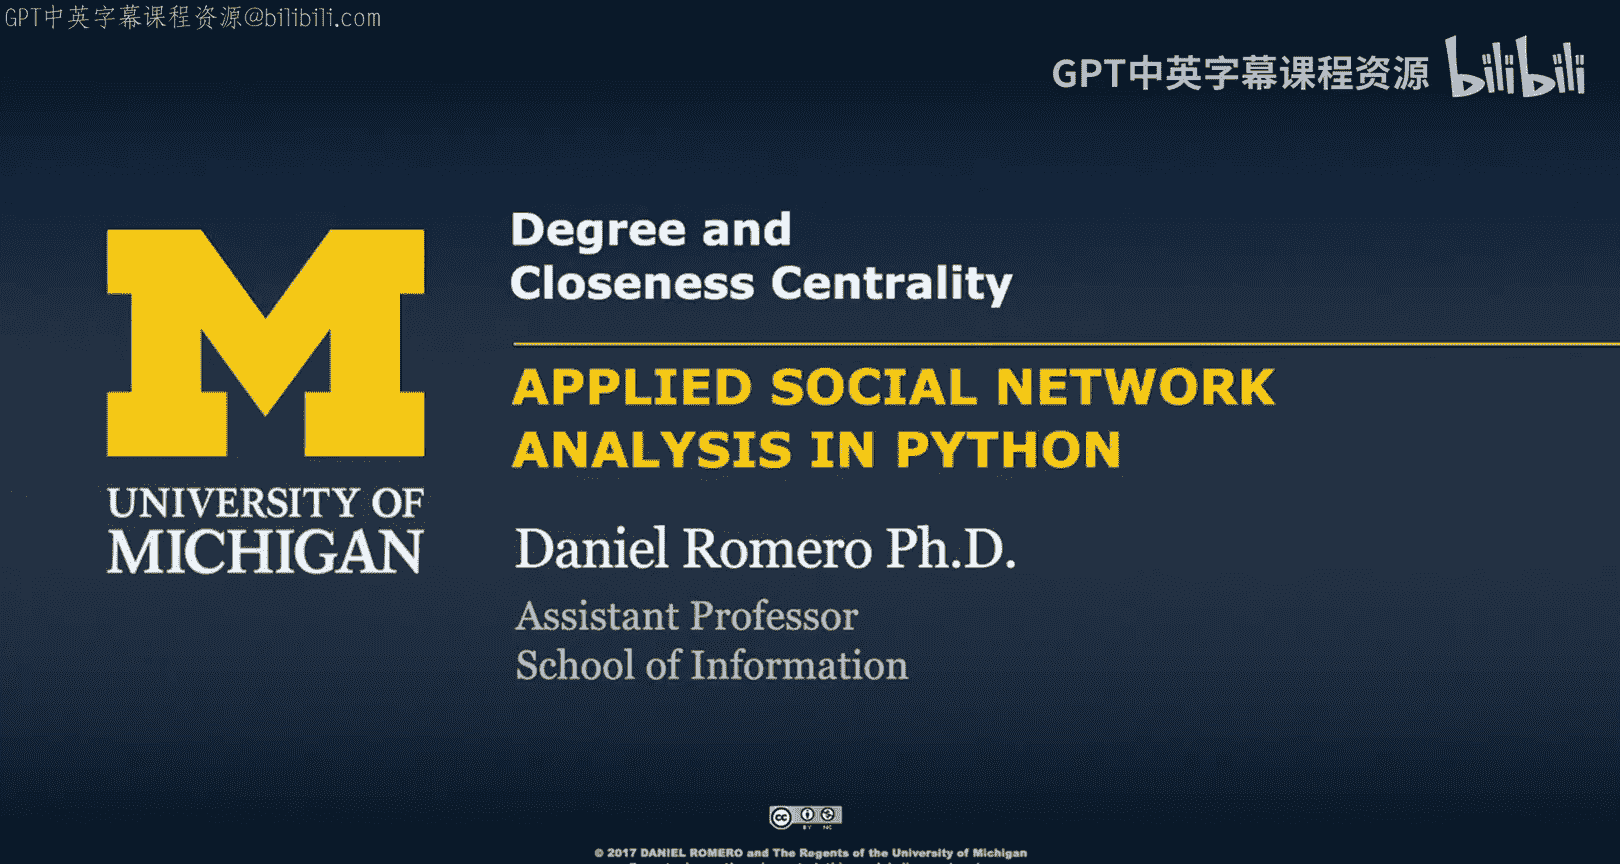 GPT中英字幕课程资源@bilibili.com
GPT中英字幕课程资源 bilibili
Degree and
Closeness Centrality
APPLIED SOCIAL NETWORK
ANALYSIS IN PYTHON
M
UNIVERSITY OF
MICHIGAN
Daniel Romero Ph.D.
Assistant Professor
School of Information
cc
BY NC
© 2017 DANIEL ROMERO and The Regents of the University of Michigan